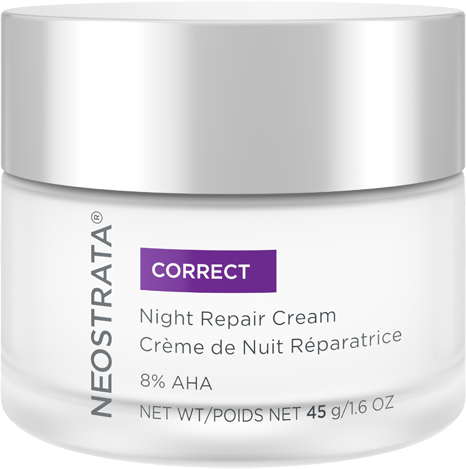 NEOSTRATA®
CORRECT
Night Repair Cream
Crème de Nuit Réparatrice
8% AHA
NET WT/POIDS NET 45 g/1.6 OZ